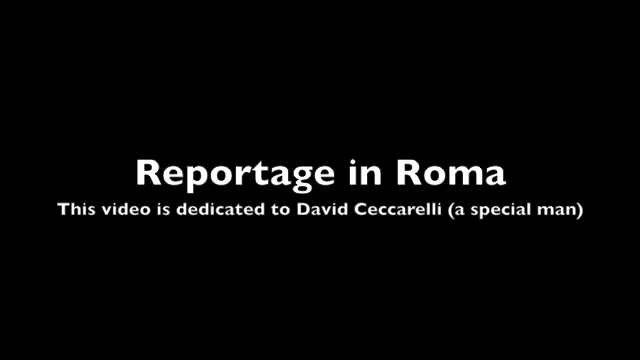 Reportage in Roma
This video is dedicated to David Ceccarelli (a special man)